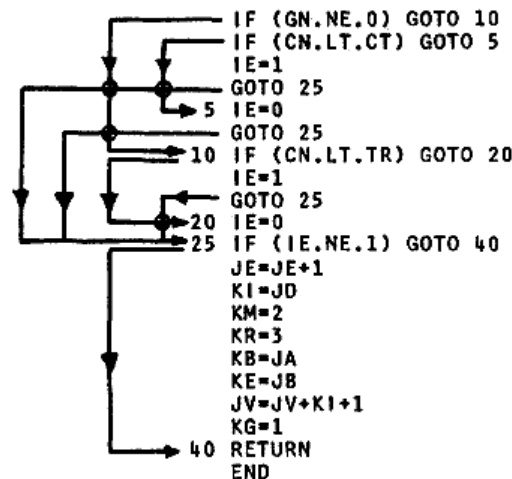 IF (GN.NE.0) GOTO 10
IF (CN.LT.CT) GOTO 5
IE=1
GOTO 25
5 IE=0
GOTO 25
10 IF (CN.LT.TR) GOTO 20
IE=1
GOTO 25
20 IE=0
25 IF (IE.NE.1) GOTO 40
JE=JE+1
KI=JD
KM=2
KR=3
KB=JA
KE=JB
JV=JV+KI+1
KG=1
40 RETURN
END